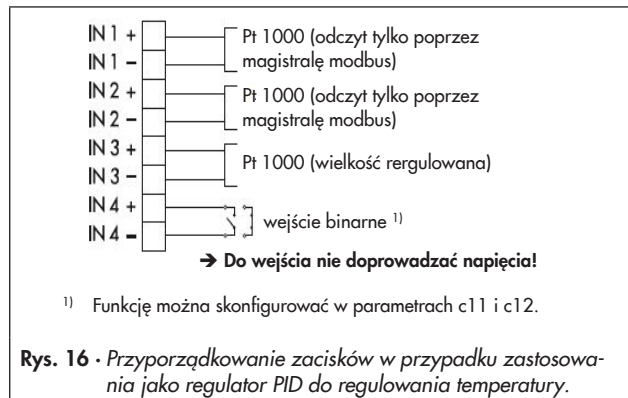 IN 1 + Pt 1000 (odczyt tylko poprzez
IN 1 – magistralę modbus)
IN 2 + Pt 1000 (odczyt tylko poprzez
IN 2 – magistralę modbus)
IN 3 +
Pt 1000 (wielkość rergulowana)
IN 3 –
IN 4 +
wejście binarne 1)
IN 4 –
➔ Do wejścia nie doprowadzać napięcia!
1) Funkcję można skonfigurować w parametrach c11 i c12.
Rys. 16 · Przyporządkowanie zacisków w przypadku zastosowa-
nia jako regulator PID do regulowania temperatury.